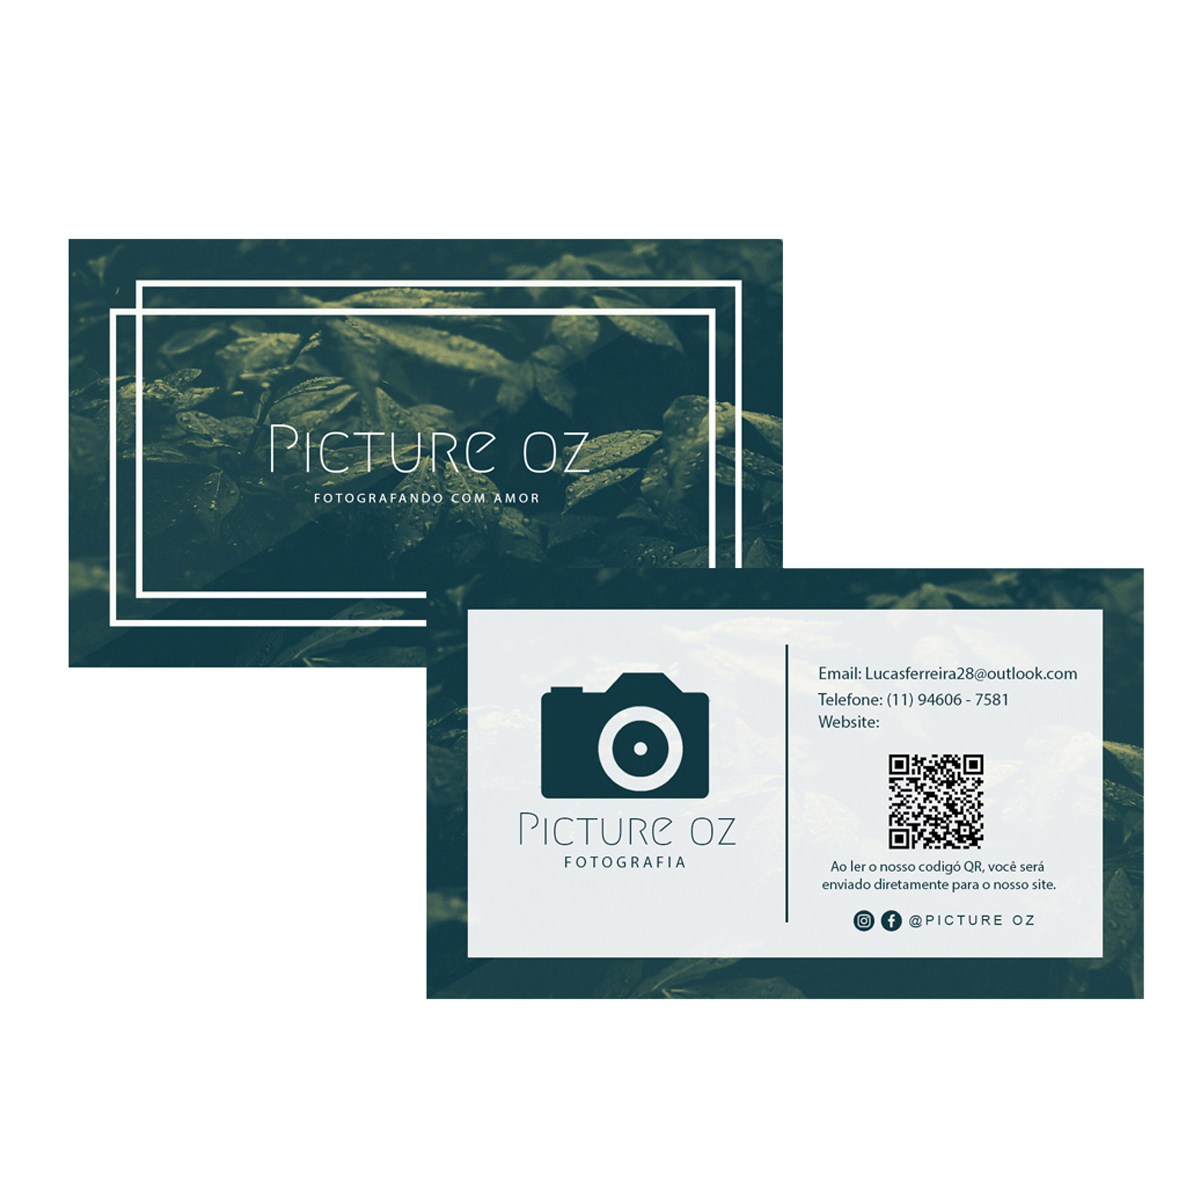 PICTURE OZ
FOTOGRAFANDO COM AMOR
PICTURE OZ
FOTOGRAFIA
Email: Lucasferreira28@outlook.com
Telefone: (11) 94606 - 7581
Website:
Ao ler o nosso codigó QR, você será
enviado diretamente para o nosso site.
@PICTURE OZ